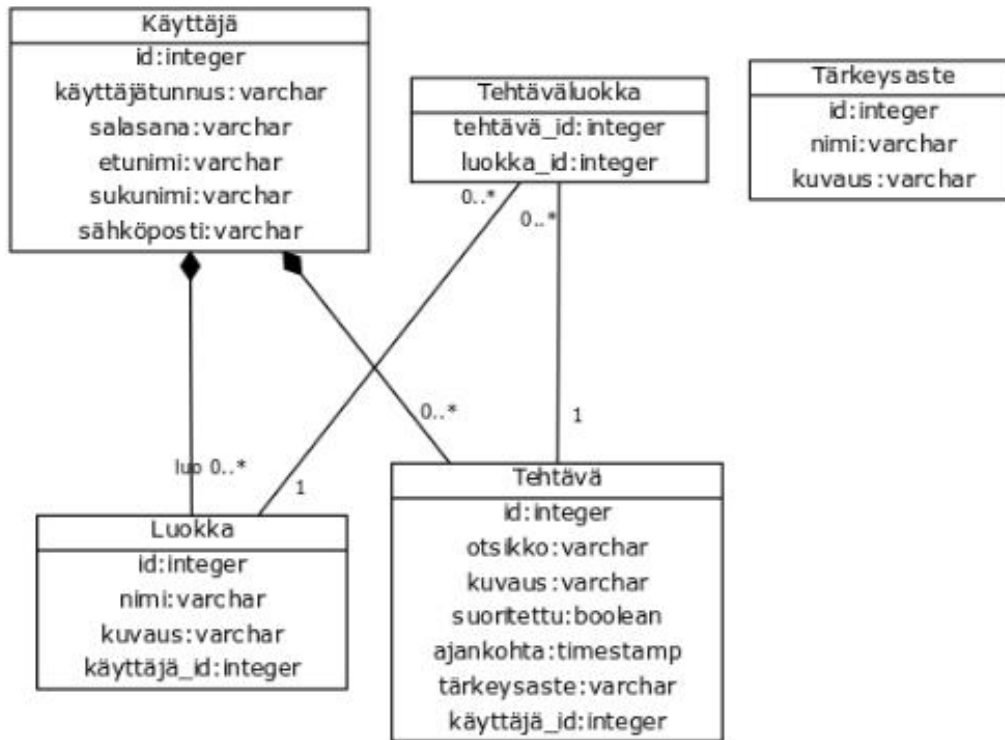 Käyttäjä
id:integer
käyttäjätunnus:varchar
salasana:varchar
etunimi:varchar
sukunimi:varchar
sähköposti:varchar
Tehtäväluokka
tehtävä_id:integer
luokka_id:integer
Tärkeysaste
id:integer
nimi:varchar
kuvaus:varchar
0..*
0..*
0..*
1
luo 0..*
1
Luokka
id:integer
nimi:varchar
kuvaus:varchar
käyttäjä_id:integer
Tehtävä
id:integer
otsikko:varchar
kuvaus:varchar
suoritettu:boolean
ajankohta:timestamp
tärkeysaste:varchar
käyttäjä_id:integer